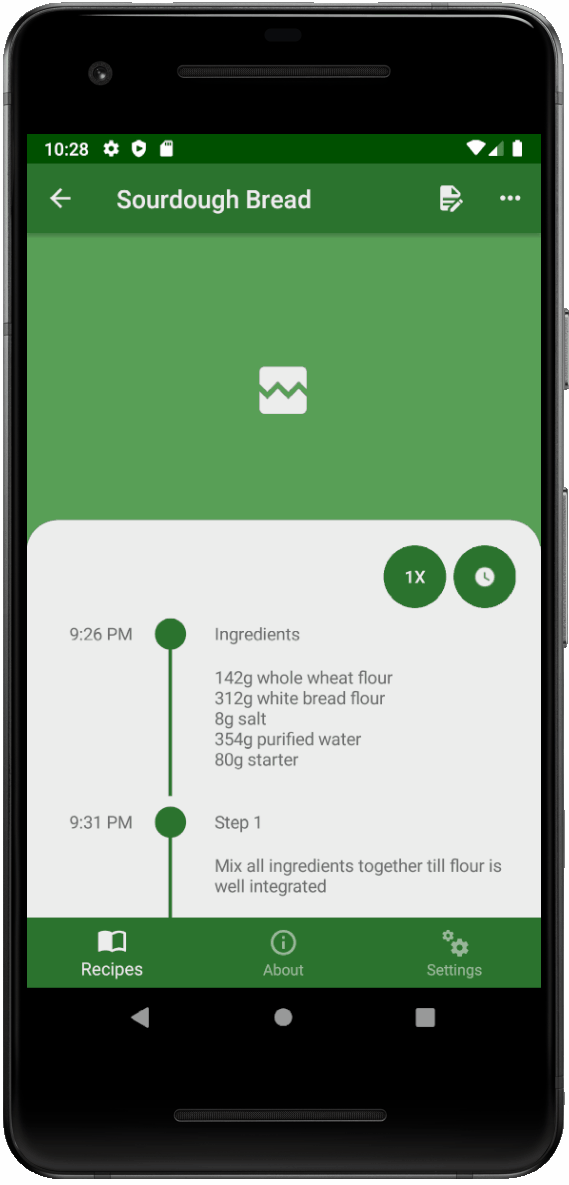 10:28
Sourdough Bread
1X
9:26 PM
Ingredients
142g whole wheat flour
312g white bread flour
8g salt
354g purified water
80g starter
9:31 PM
Step 1
Mix all ingredients together till flour is
well integrated
Recipes
About
Settings